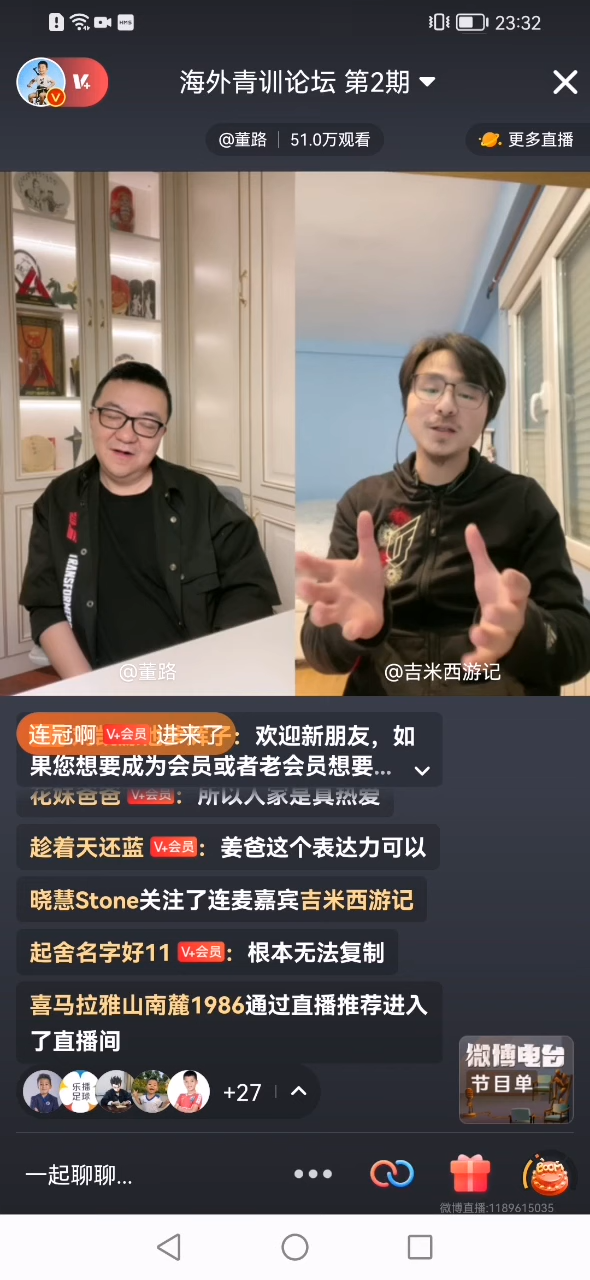 23:32
V+
海外青训论坛 第2期
@董路 51.0万观看
更多直播
TRANSFORME
@董路
@吉米西游记
连冠啊 V+会员 进来了
：欢迎新朋友，如
果您想要成为会员或者老会员想要...
花妹爸爸 V+会员：所以人家是真热爱
趁着天还蓝 V+会员：姜爸这个表达力可以
晓慧Stone关注了连麦嘉宾吉米西游记
起舍名字好11 V+会员：根本无法复制
喜马拉雅山南麓1986通过直播推荐进入
了直播间
乐播
足球
+27
微博电台
节目单
一起聊聊...
微博直播:1189615035